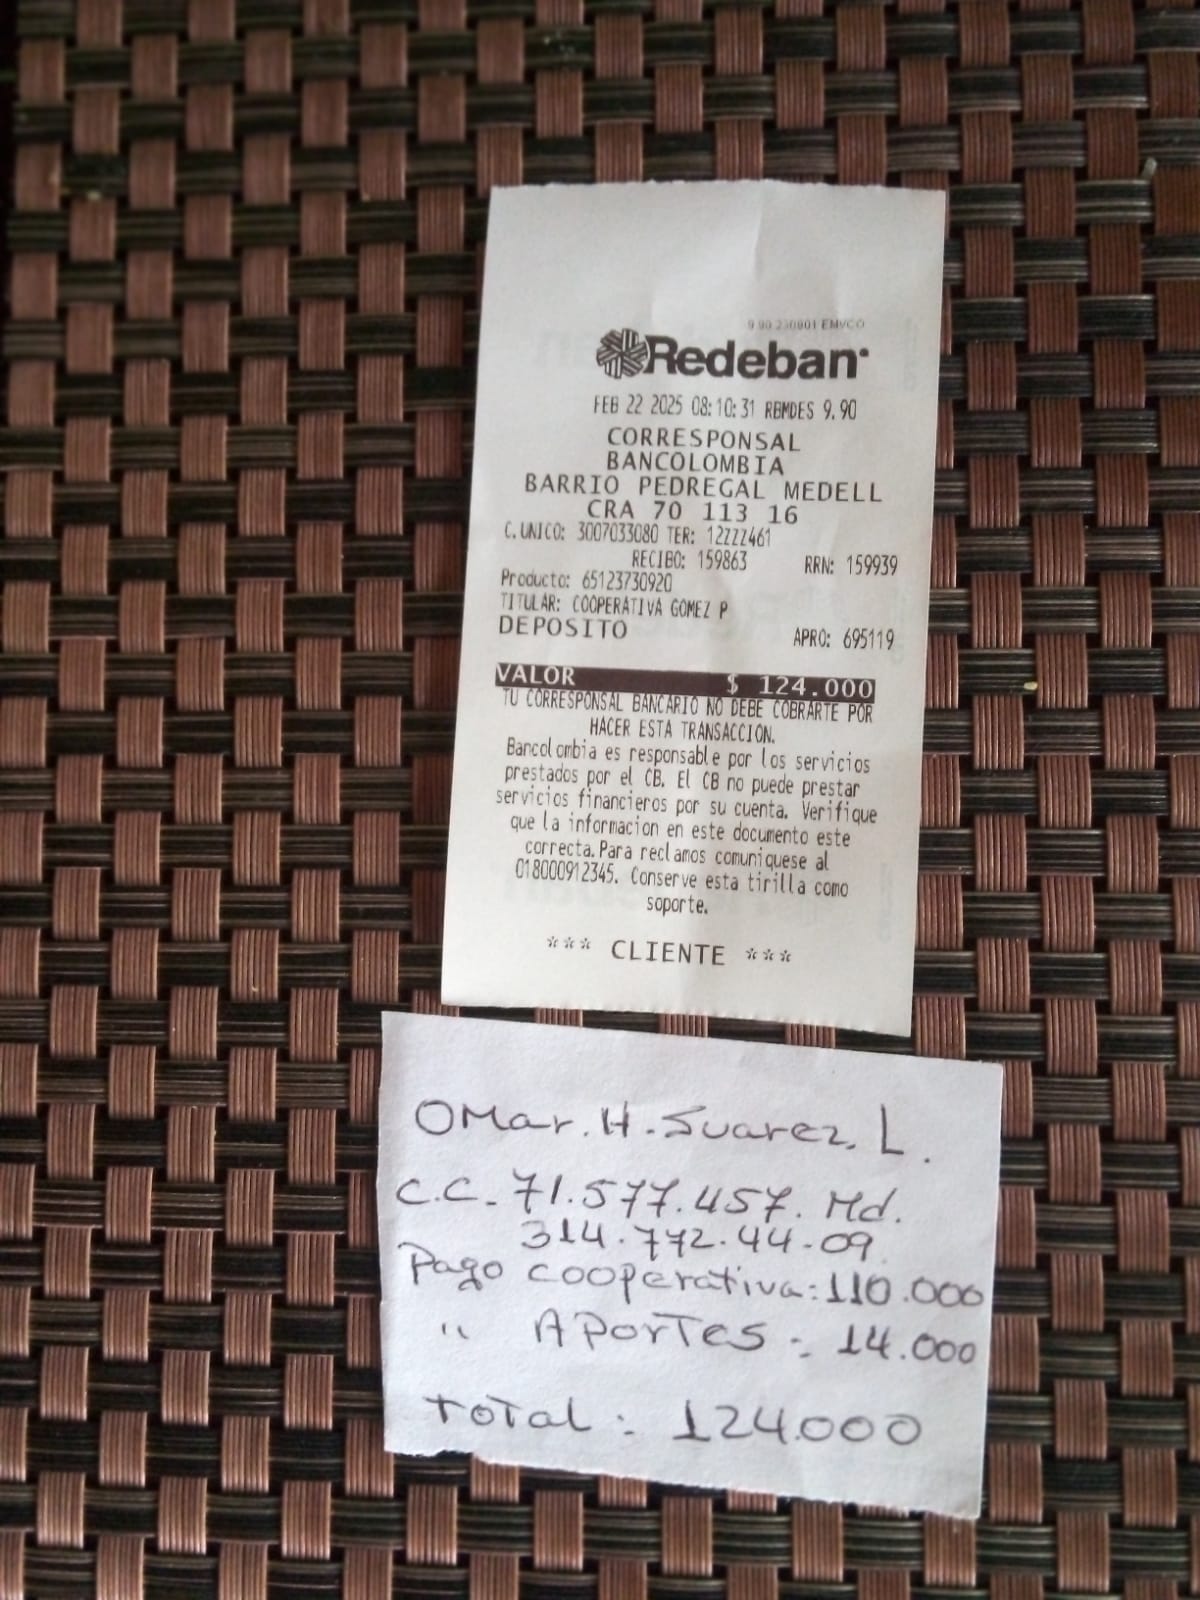 9.90 230901 EMVCO
Redeban
FEB 22 2025 08:10:31 RBMDES 9.90
CORRESPONSAL
BANCOLOMBIA
BARRIO PEDREGAL MEDELL
CRA 70 113 16
C.UNICO: 3007033080 TER: 12ZZZ461
RECIBO: 159863 RRN: 159939
Producto: 65123730920
TITULAR: COOPERATIVA GOMEZ P
DEPOSITO APRO: 695119
VALOR $ 124.000
TU CORRESPONSAL BANCARIO NO DEBE COBRARTE POR
HACER ESTA TRANSACCION.
Bancolombia es responsable por los servicios
prestados por el CB. El CB no puede prestar
servicios financieros por su cuenta. Verifique
que la informacion en este documento este
correcta.Para reclamos comuniquese al
018000912345. Conserve esta tirilla como
soporte.
*** CLIENTE ***
OMar. H. Suarez. L.
C.C. 71.577.457. Md.
314.772.44.09
Pago cooperativa: 110.000
" APorTes : 14.000
ToTal : 124.000